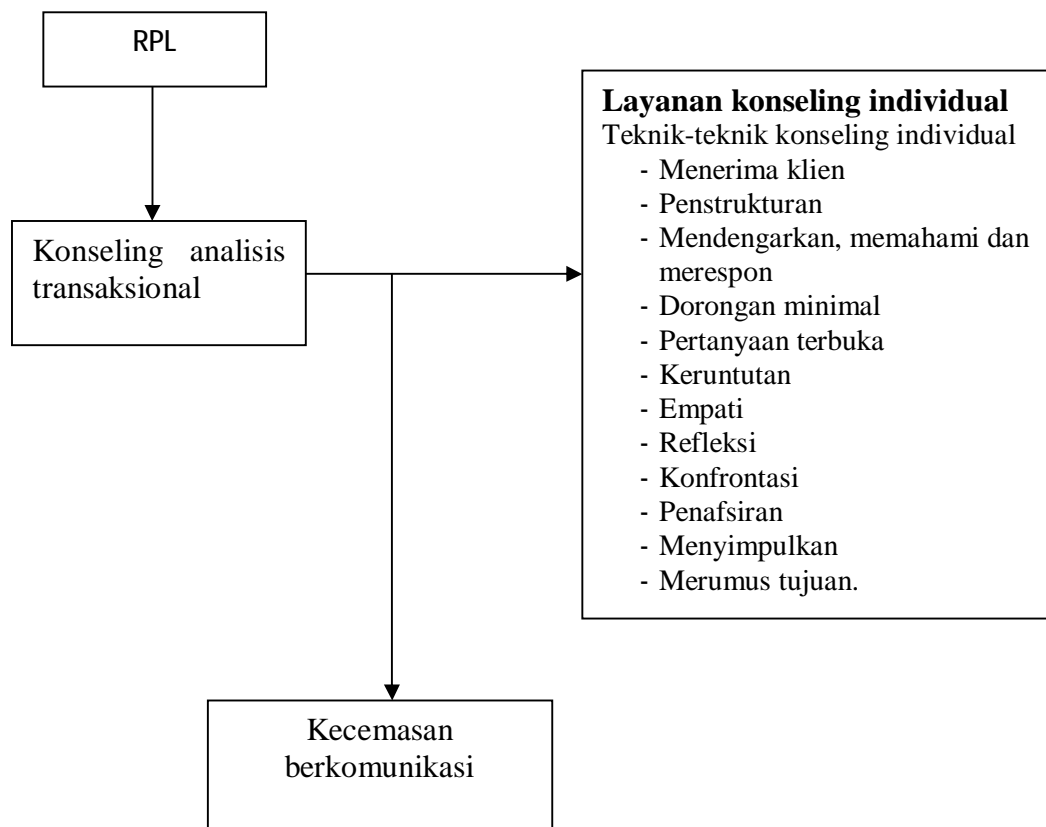 RPL
Layanan konseling individual
Teknik-teknik konseling individual
- Menerima klien
- Penstrukturan
- Mendengarkan, memahami dan
merespon
- Dorongan minimal
- Pertanyaan terbuka
- Keruntutan
- Empati
- Refleksi
- Konfrontasi
- Penafsiran
- Menyimpulkan
- Merumus tujuan.
Konseling analisis
transaksional
Kecemasan
berkomunikasi